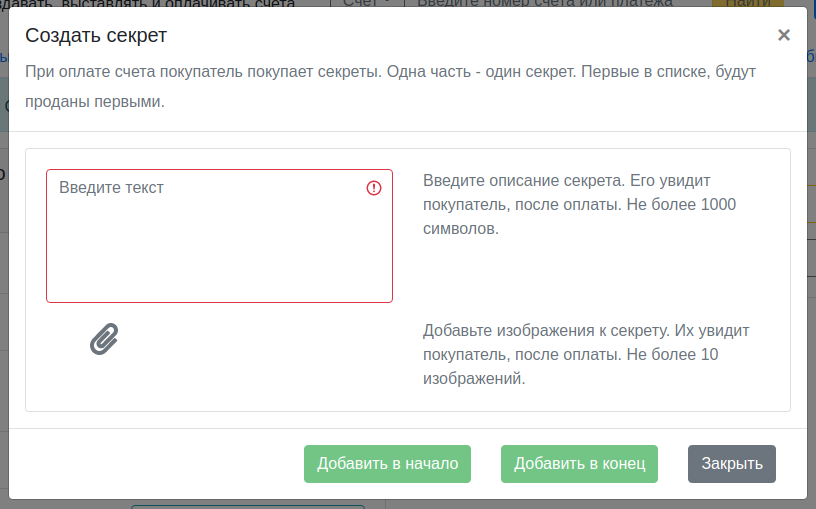 здавать, выставлять и оплачивать счета
Счет
Введите номер счета или платежа
Найти
Создать секрет
×
При оплате счета покупатель покупает секреты. Одна часть - один секрет. Первые в списке, будут
проданы первыми.
Введите текст
Введите описание секрета. Его увидит
покупатель, после оплаты. Не более 1000
символов.
Добавьте изображения к секрету. Их увидит
покупатель, после оплаты. Не более 10
изображений.
Добавить в начало
Добавить в конец
Закрыть